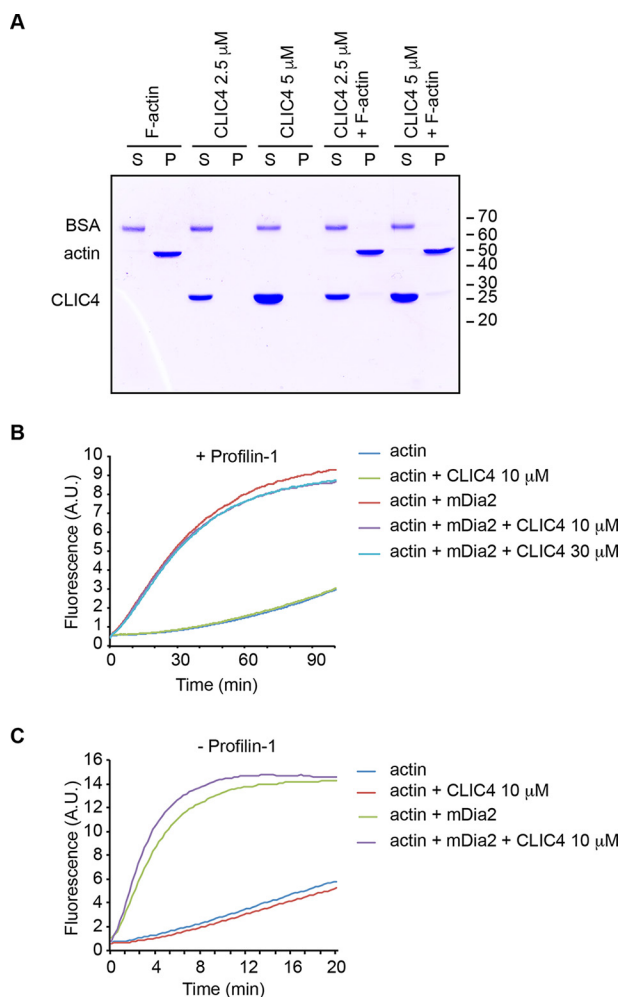 A
F-actin
CLIC4 2.5 μM
CLIC4 5 μM
CLIC4 2.5 μM
+ F-actin
CLIC4 5 μM
+ F-actin
S P S P S P S P S P
BSA
actin
CLIC4
- 70
- 60
- 50
- 40
- 30
- 25
- 20
B
+ Profilin-1
Fluorescence (A.U.)
10
9
8
7
6
5
4
3
2
1
0
0 30 60 90
Time (min)
actin
actin + CLIC4 10 μM
actin + mDia2
actin + mDia2 + CLIC4 10 μM
actin + mDia2 + CLIC4 30 μM
C
- Profilin-1
Fluorescence (A.U.)
16
14
12
10
8
6
4
2
0
0 4 8 12 16 20
Time (min)
actin
actin + CLIC4 10 μM
actin + mDia2
actin + mDia2 + CLIC4 10 μM